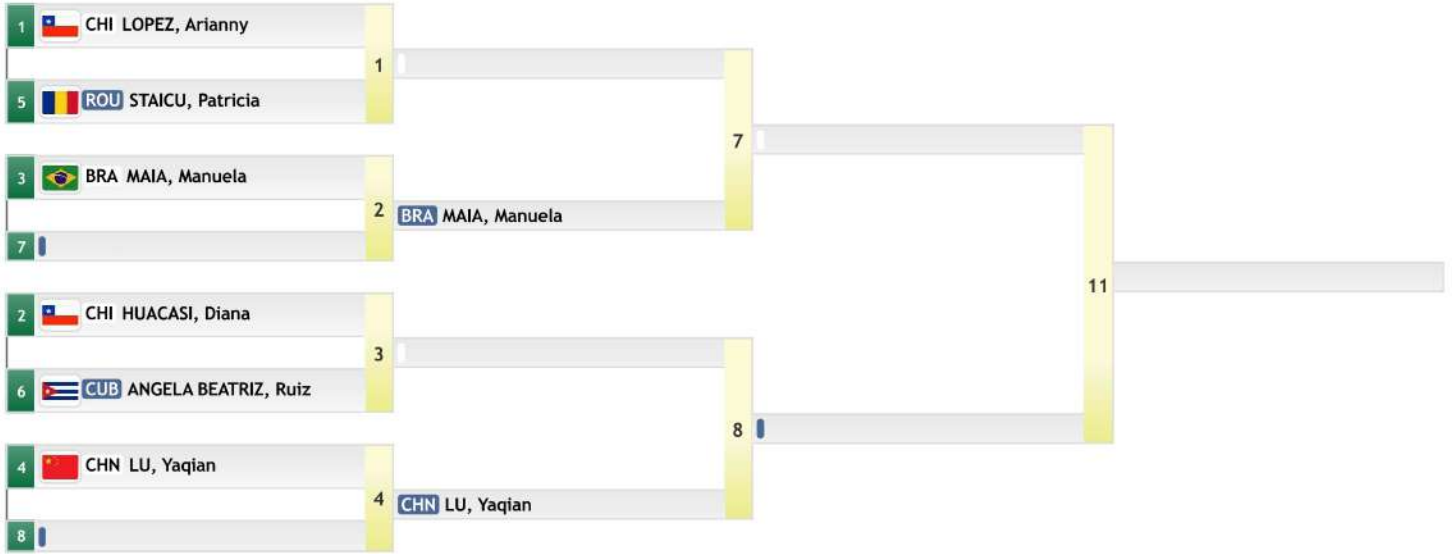 1 CHI LOPEZ, Arianny
1
5 ROU STAICU, Patricia
7
3 BRA MAIA, Manuela
2 BRA MAIA, Manuela
7
11
2 CHI HUACASI, Diana
3
6 CUB ANGELA BEATRIZ, Ruiz
8
4 CHN LU, Yaqian
4 CHN LU, Yaqian
8